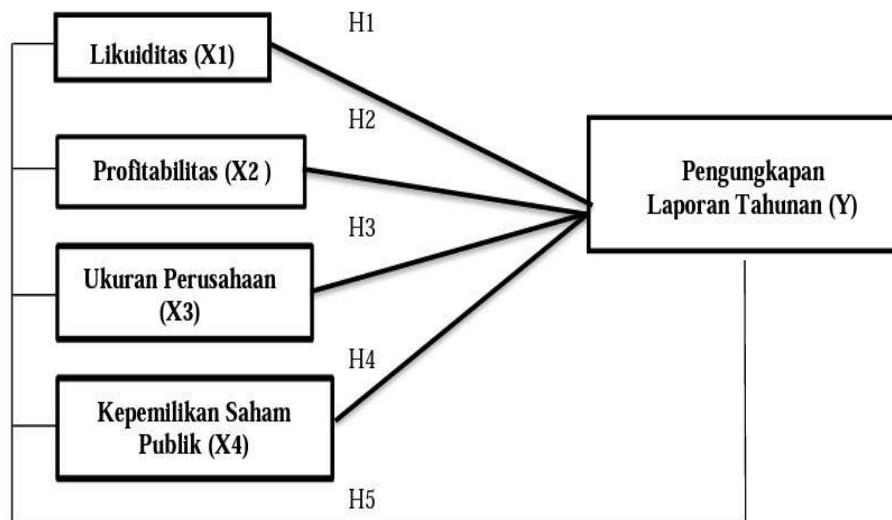 H1
Likuiditas (X1)
H2
Profitabilitas (X2 )
Pengungkapan
Laporan Tahunan (Y)
H3
Ukuran Perusahaan
(X3)
H4
Kepemilikan Saham
Publik (X4)
H5